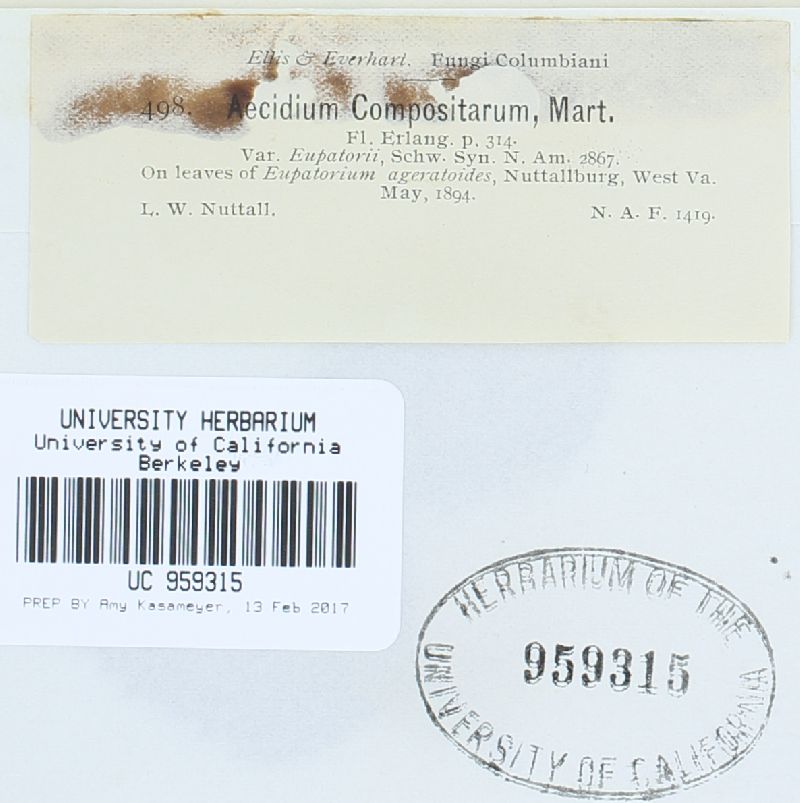 Ellis & Everhart. Fungi Columbiani
498. Aecidium Compositarum, Mart.
Fl. Erlang. p. 314.
Var. Eupatorii, Schw. Syn. N. Am. 2867.
On leaves of Eupatorium ageratoides, Nuttallburg, West Va.
May, 1894.
L. W. Nuttall. N. A. F. 1419.
UNIVERSITY HERBARIUM
University of California
Berkeley
UC 959315
PREP BY Amy Kasameyer, 13 Feb 2017
HERBARIUM OF THE
959315
UNIVERSITY OF CALIFORNIA